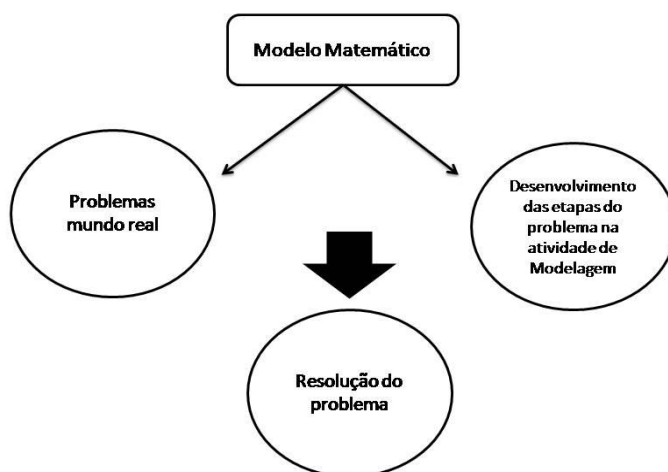 Modelo Matemático
Problemas
mundo real
Desenvolvimento
das etapas do
problema na
atividade de
Modelagem
Resolução do
problema